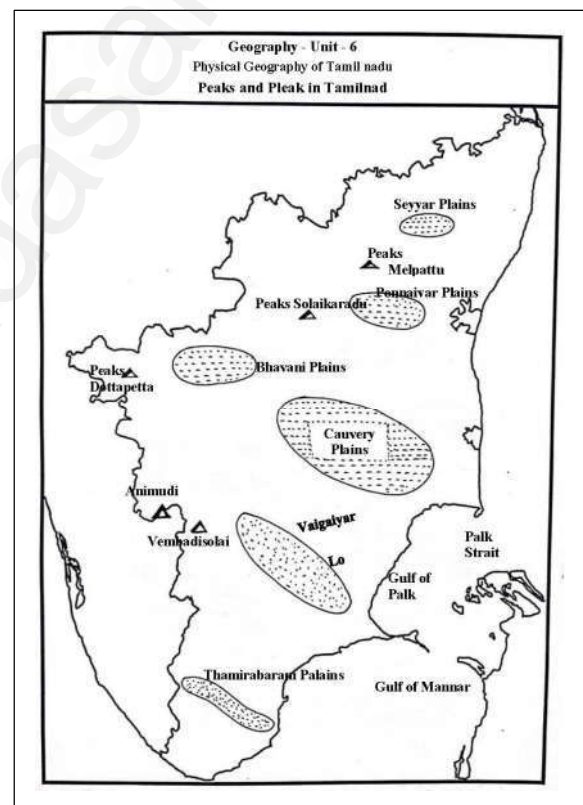 Geography - Unit - 6
Physical Geography of Tamil nadu
Peaks and Pleak in Tamilnad
Seyyar Plains
Peaks
Melpattu
Peaks Solaikaradu
Ponnaiyar Plains
Peaks
Dottapetta
Bhavani Plains
Cauvery
Plains
Animudi
Vembadisolai
Vaigaiyar
Lo
Palk
Strait
Gulf of
Palk
Thamirabaram Palains
Gulf of Mannar